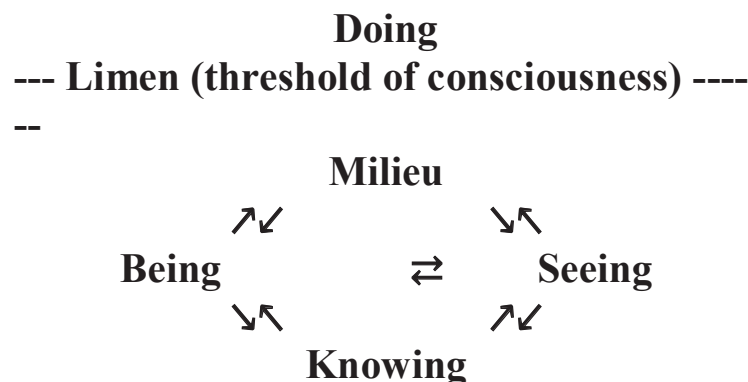 Doing
--- Limen (threshold of consciousness) ----
--
Milieu
↗↙ ↘↖
Being ⇄ Seeing
↘↖ ↗↙
Knowing